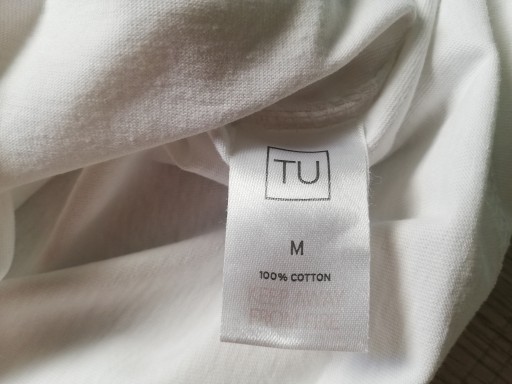 TU
M
100% COTTON
KEEP AWAY
FROM FIRE